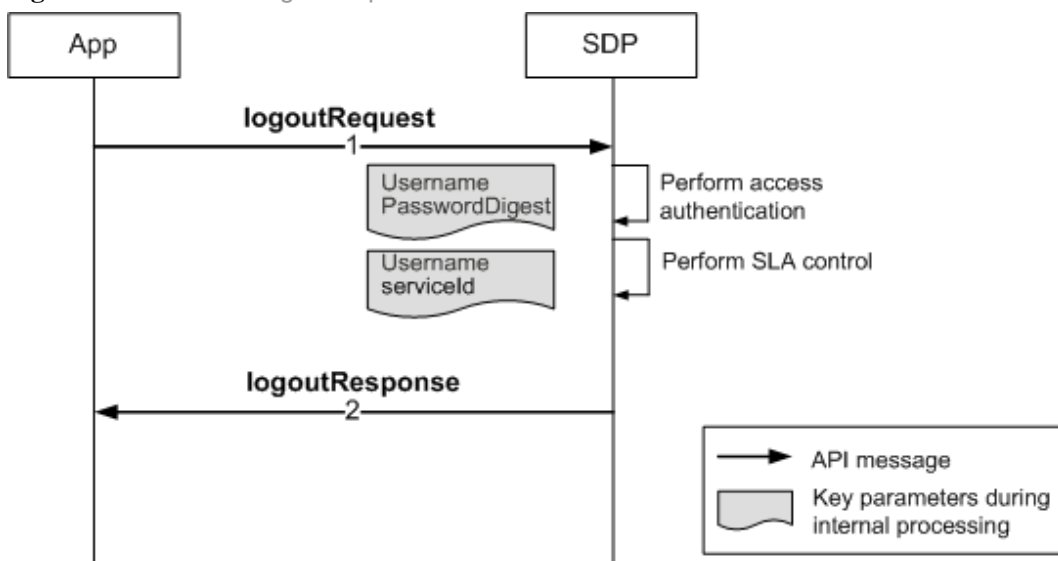 App
SDP
logoutRequest
1
Username
PasswordDigest
Perform access
authentication
Username
serviceId
Perform SLA control
logoutResponse
2
API message
Key parameters during
internal processing